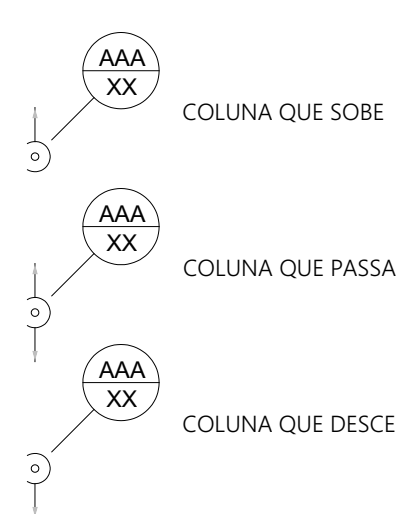 AAA
XX
COLUNA QUE SOBE
AAA
XX
COLUNA QUE PASSA
AAA
XX
COLUNA QUE DESCE